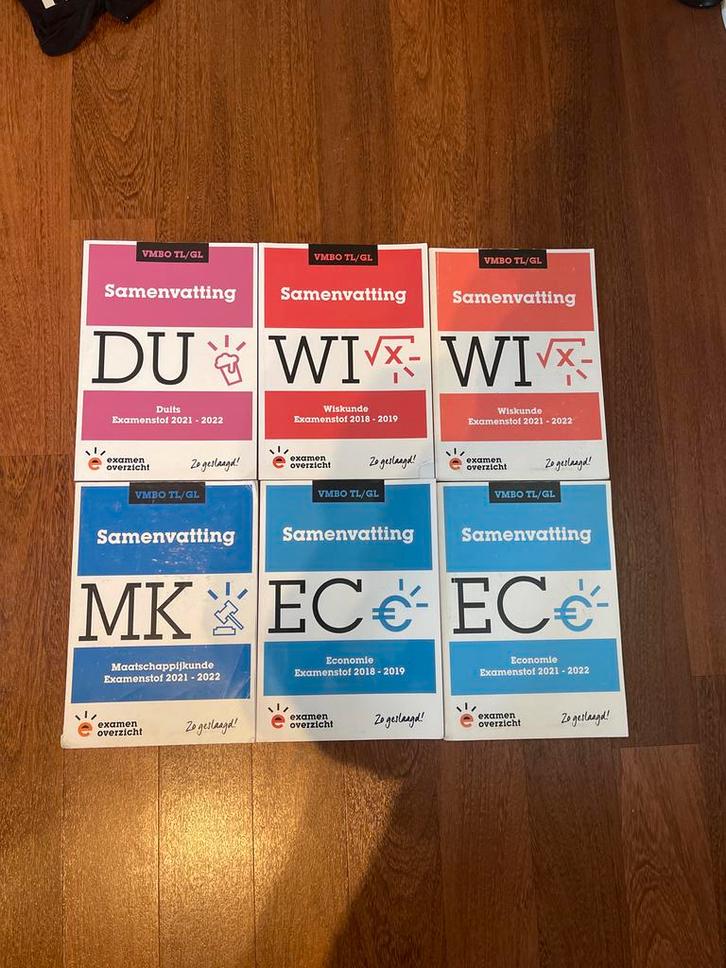 VMBO TL/GL
Samenvatting
DU
Duits
Examenstof 2021 - 2022
examen
overzicht
Zo geslaagd!
VMBO TL/GL
Samenvatting
WI √x
Wiskunde
Examenstof 2018 - 2019
examen
overzicht
Zo geslaagd!
VMBO TL/GL
Samenvatting
WI √x
Wiskunde
Examenstof 2021 - 2022
examen
overzicht
Zo geslaagd!
VMBO TL/GL
Samenvatting
MK
Maatschappijkunde
Examenstof 2021 - 2022
examen
overzicht
Zo geslaagd!
VMBO TL/GL
Samenvatting
EC €
Economie
Examenstof 2018 - 2019
examen
overzicht
Zo geslaagd!
VMBO TL/GL
Samenvatting
EC €
Economie
Examenstof 2021 - 2022
examen
overzicht
Zo geslaagd!